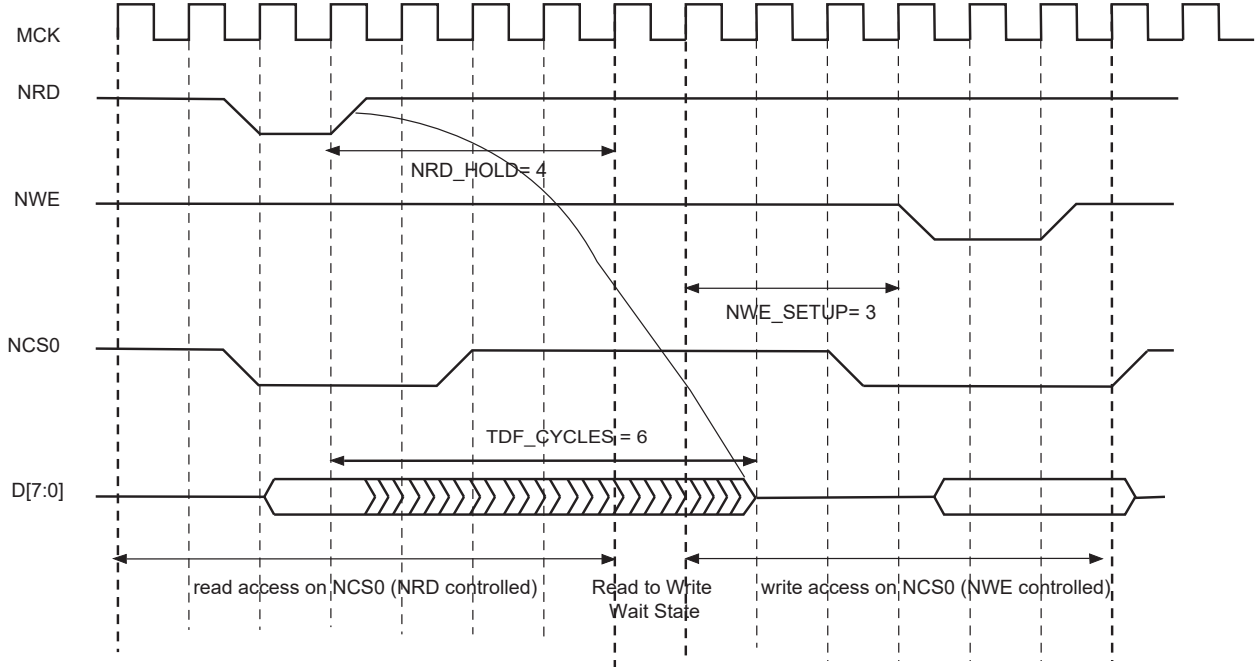 MCK
NRD
NRD_HOLD= 4
NWE
NWE_SETUP= 3
NCS0
TDF_CYCLES = 6
D[7:0]
read access on NCS0 (NRD controlled)
Read to Write
Wait State
write access on NCS0 (NWE controlled)